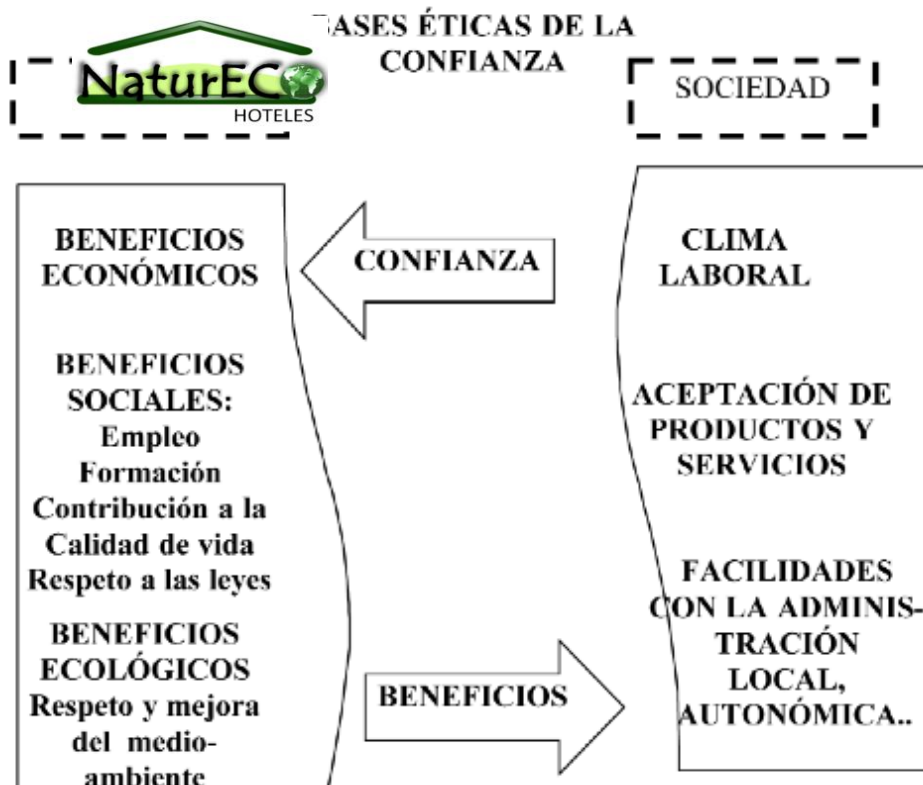 BASES ÉTICAS DE LA
CONFIANZA
NaturECo
HOTELES
SOCIEDAD
BENEFICIOS
ECONÓMICOS
BENEFICIOS
SOCIALES:
Empleo
Formación
Contribución a la
Calidad de vida
Respeto a las leyes
BENEFICIOS
ECOLÓGICOS
Respeto y mejora
del medio-
ambiente
CONFIANZA
BENEFICIOS
CLIMA
LABORAL
ACEPTACIÓN DE
PRODUCTOS Y
SERVICIOS
FACILIDADES
CON LA ADMINIS-
TRACIÓN
LOCAL,
AUTONÓMICA..